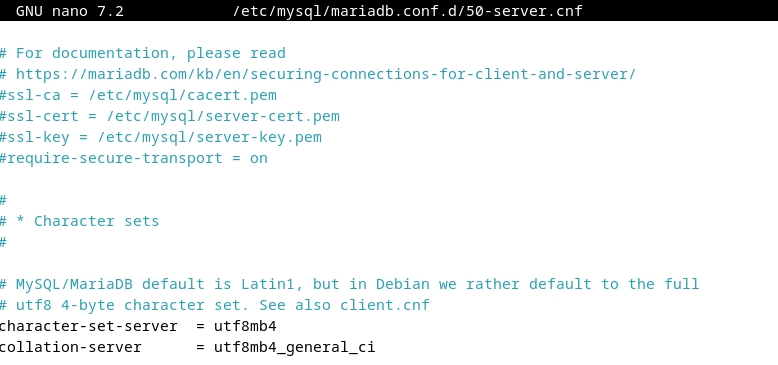 GNU nano 7.2 /etc/mysql/mariadb.conf.d/50-server.cnf
# For documentation, please read
# https://mariadb.com/kb/en/securing-connections-for-client-and-server/
#ssl-ca = /etc/mysql/cacert.pem
#ssl-cert = /etc/mysql/server-cert.pem
#ssl-key = /etc/mysql/server-key.pem
#require-secure-transport = on
#
# * Character sets
#
# MySQL/MariaDB default is Latin1, but in Debian we rather default to the full
# utf8 4-byte character set. See also client.cnf
character-set-server  = utf8mb4
collation-server      = utf8mb4_general_ci